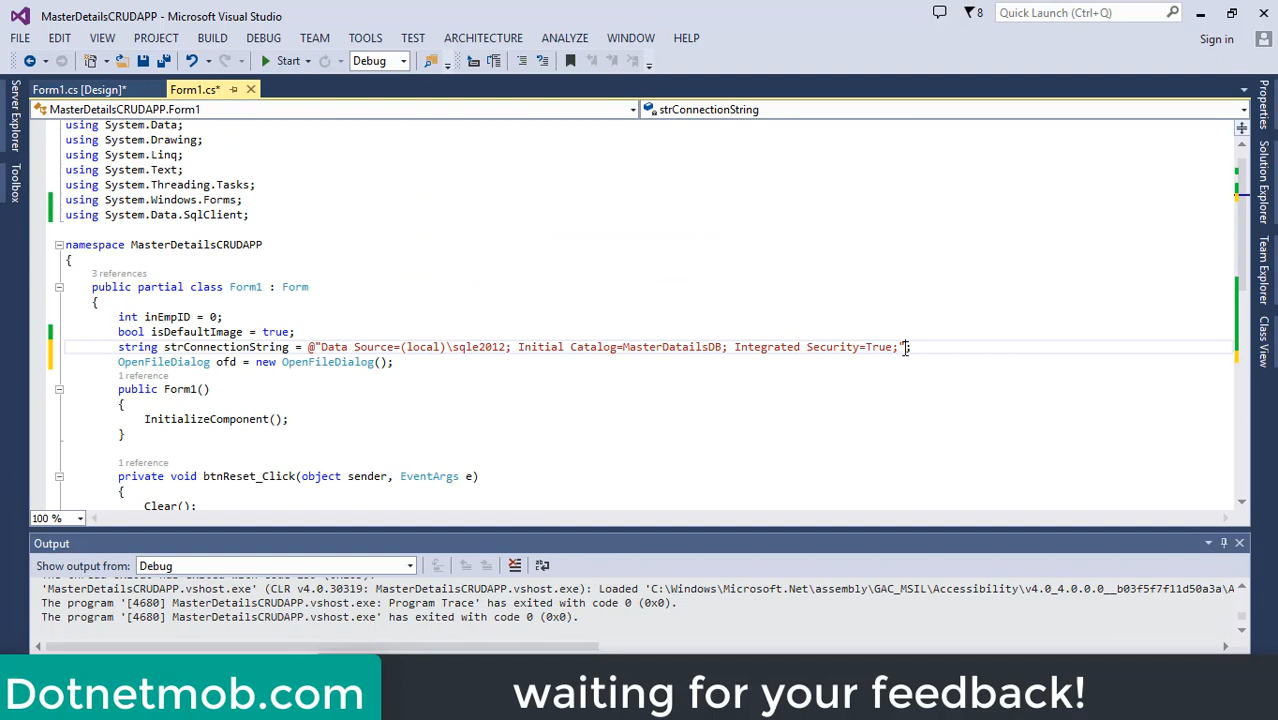 MasterDetailsCRUDAPP - Microsoft Visual Studio
8
Quick Launch (Ctrl+Q)
FILE EDIT VIEW PROJECT BUILD DEBUG TEAM TOOLS TEST ARCHITECTURE ANALYZE WINDOW HELP
Sign in
Start Debug
Form1.cs [Design]* Form1.cs*
MasterDetailsCRUDAPP.Form1 strConnectionString
Server Explorer
Toolbox
Properties
Solution Explorer
Team Explorer
Class View
using System.Data;
using System.Drawing;
using System.Linq;
using System.Text;
using System.Threading.Tasks;
using System.Windows.Forms;
using System.Data.SqlClient;
namespace MasterDetailsCRUDAPP
{
3 references
public partial class Form1 : Form
{
int inEmpID = 0;
bool isDefaultImage = true;
string strConnectionString = @"Data Source=(local)\sqle2012; Initial Catalog=MasterDatailsDB; Integrated Security=True;";
OpenFileDialog ofd = new OpenFileDialog();
1 reference
public Form1()
{
InitializeComponent();
}
1 reference
private void btnReset_Click(object sender, EventArgs e)
{
Clear();
100 %
Output
Show output from: Debug
'MasterDetailsCRUDAPP.vshost.exe' (CLR v4.0.30319: MasterDetailsCRUDAPP.vshost.exe): Loaded 'C:\Windows\Microsoft.Net\assembly\GAC_MSIL\Accessibility\v4.0_4.0.0.0__b03f5f7f11d50a3a\A
The program '[4680] MasterDetailsCRUDAPP.vshost.exe: Program Trace' has exited with code 0 (0x0).
The program '[4680] MasterDetailsCRUDAPP.vshost.exe' has exited with code 0 (0x0).
Dotnetmob.com
waiting for your feedback!